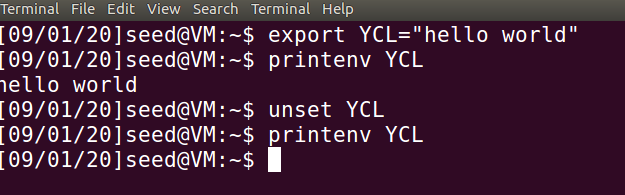 Terminal File Edit View Search Terminal Help
[09/01/20]seed@VM:~$ export YCL="hello world"
[09/01/20]seed@VM:~$ printenv YCL
hello world
[09/01/20]seed@VM:~$ unset YCL
[09/01/20]seed@VM:~$ printenv YCL
[09/01/20]seed@VM:~$